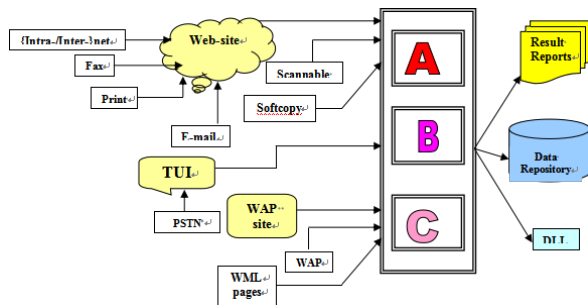 {Intra-/Inter-}net
Web-site
Fax
Print
E-mail
Scannable
Softcopy
TUI
PSTN
WAP
site
WAP
WML
pages
A
B
C
Result
Reports
Data
Repository
DLL